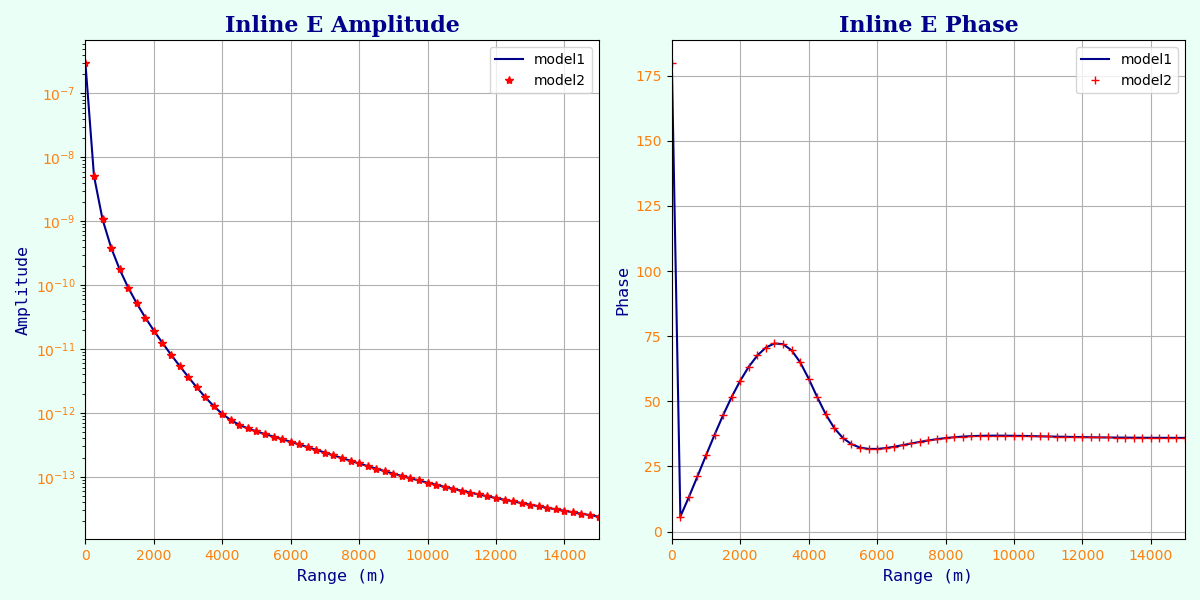 Inline E Amplitude
model1
model2
10⁻⁷
10⁻⁸
10⁻⁹
10⁻¹⁰
10⁻¹¹
10⁻¹²
10⁻¹³
Amplitude
0 2000 4000 6000 8000 10000 12000 14000
Range (m)
Inline E Phase
model1
model2
175
150
125
100
75
50
25
0
Phase
0 2000 4000 6000 8000 10000 12000 14000
Range (m)